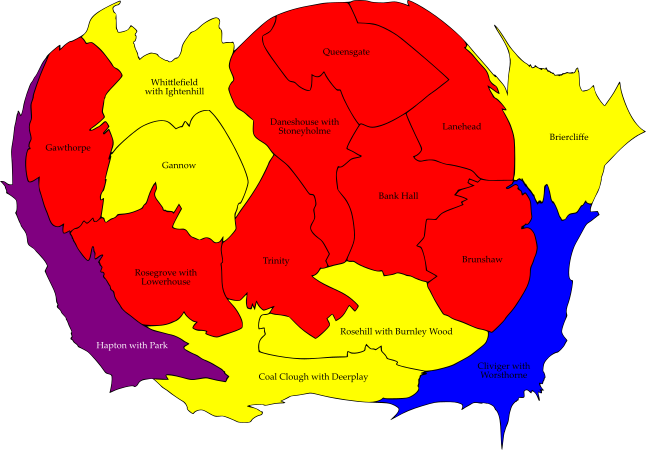 Queensgate
Whittlefield
with Ightenhill
Daneshouse with
Stoneyholme
Lanehead
Briercliffe
Gawthorpe
Gannow
Bank Hall
Rosegrove with
Lowerhouse
Trinity
Brunshaw
Hapton with Park
Rosehill with Burnley Wood
Coal Clough with Deerplay
Cliviger with
Worsthorne